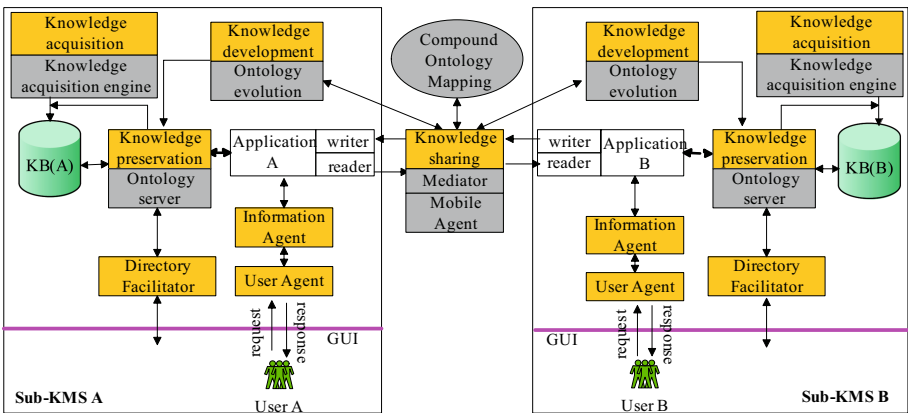 Knowledge
acquisition
Knowledge
acquisition engine
Knowledge
development
Ontology
evolution
Compound
Ontology
Mapping
Knowledge
development
Ontology
evolution
Knowledge
acquisition
Knowledge
acquisition engine
KB(A)
Knowledge
preservation
Ontology
server
Application
A
writer
reader
Knowledge
sharing
Mediator
Mobile
Agent
writer
reader
Application
B
Knowledge
preservation
Ontology
server
KB(B)
Information
Agent
User Agent
Directory
Facilitator
Information
Agent
User Agent
Directory
Facilitator
request
response
GUI
GUI
request
response
Sub-KMS A
User A
User B
Sub-KMS B